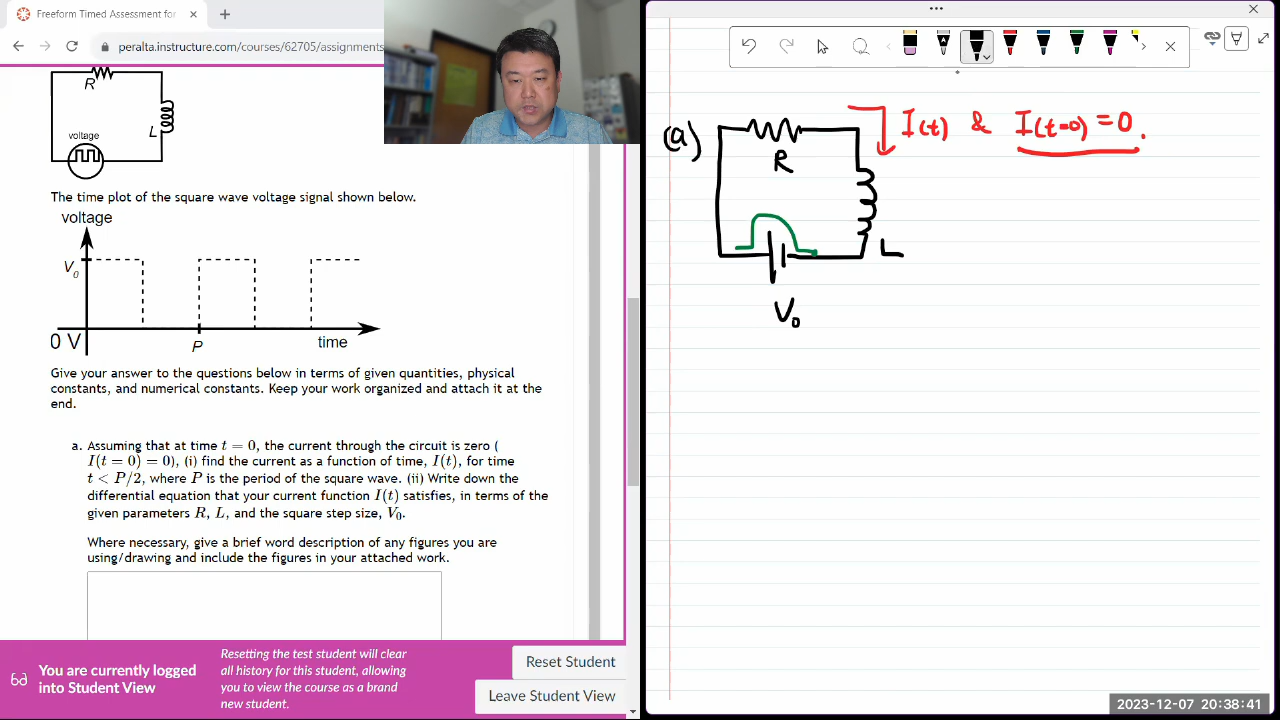 Freeform Timed Assessment for
peralta.instructure.com/courses/62705/assignments
R
L
voltage
The time plot of the square wave voltage signal shown below.
voltage
V₀
0 V
P
time
Give your answer to the questions below in terms of given quantities, physical
constants, and numerical constants. Keep your work organized and attach it at the
end.
a. Assuming that at time t = 0, the current through the circuit is zero (
I(t = 0) = 0), (i) find the current as a function of time, I(t), for time
t < P/2, where P is the period of the square wave. (ii) Write down the
differential equation that your current function I(t) satisfies, in terms of the
given parameters R, L, and the square step size, V₀.
Where necessary, give a brief word description of any figures you are
using/drawing and include the figures in your attached work.
You are currently logged
into Student View
Resetting the test student will clear
all history for this student, allowing
you to view the course as a brand
new student.
Reset Student
Leave Student View
(a)
I(t) & I(t=0) = 0.
R
L
V₀
2023-12-07 20:38:41